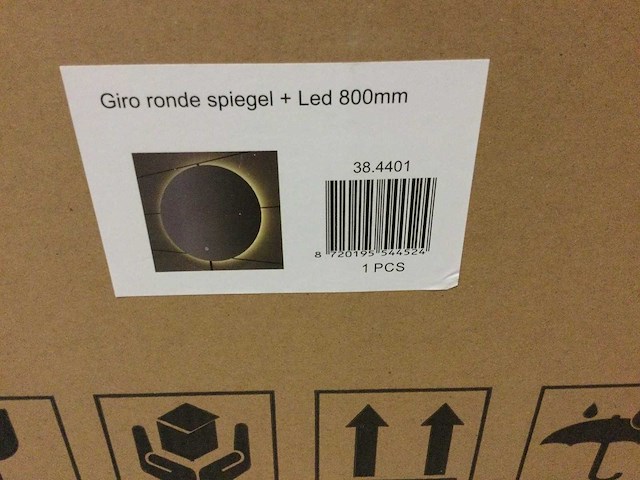 Giro ronde spiegel + Led 800mm
38.4401
8 720195 544524
1 PCS